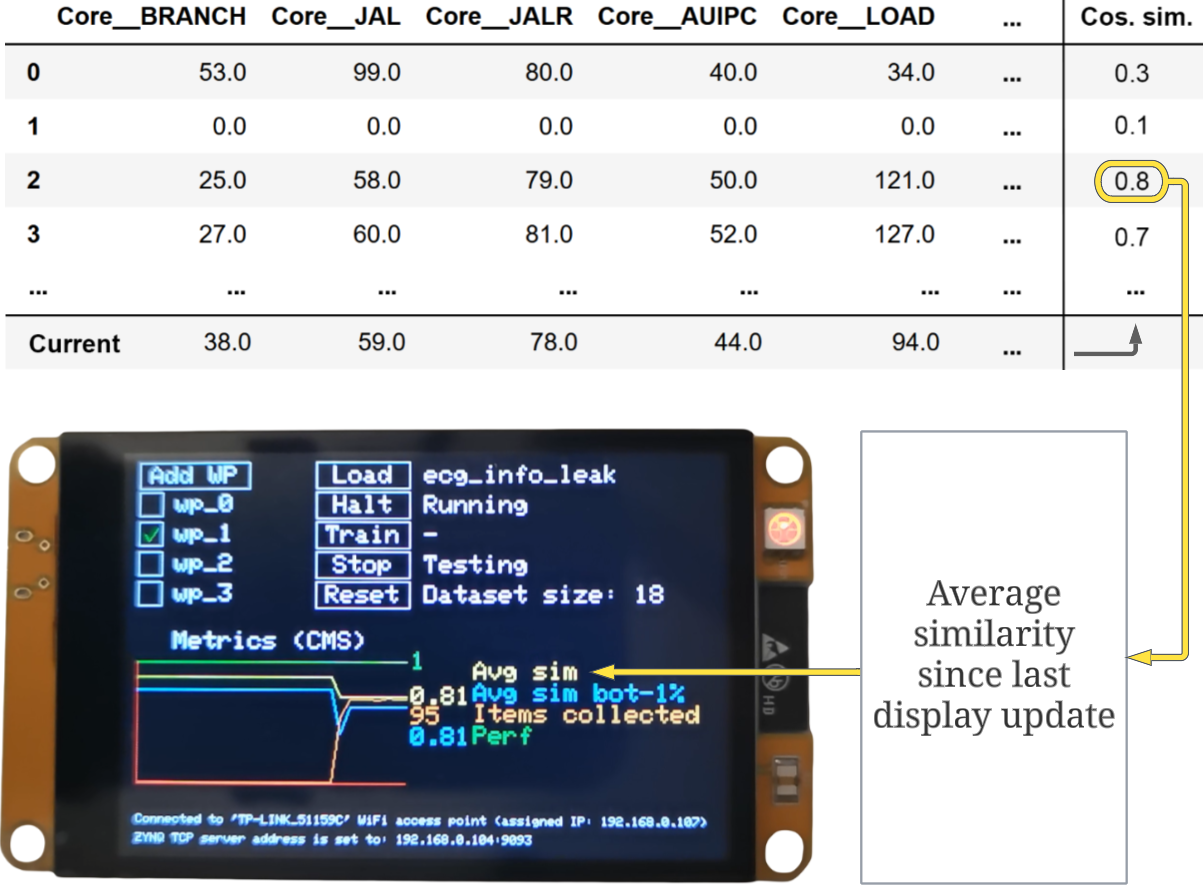 Core__BRANCH Core__JAL Core__JALR Core__AUIPC Core__LOAD ... Cos. sim.
0 53.0 99.0 80.0 40.0 34.0 ... 0.3
1 0.0 0.0 0.0 0.0 0.0 ... 0.1
2 25.0 58.0 79.0 50.0 121.0 ... 0.8
3 27.0 60.0 81.0 52.0 127.0 ... 0.7
... ... ... ... ... ... ... ...
Current 38.0 59.0 78.0 44.0 94.0 ...
Add WP Load ecg_info_leak
wp_0 Halt Running
wp_1 Train -
wp_2 Stop Testing
wp_3 Reset Dataset size: 18
Metrics (CMS)
1
Avg sim
0.81 Avg sim bot-1%
95 Items collected
0.81 Perf
Connected to 'TP-LINK_51159C' WiFi access point (assigned IP: 192.168.0.107)
ZYNQ TCP server address is set to: 192.168.0.104:9093
HD
Average
similarity
since last
display update